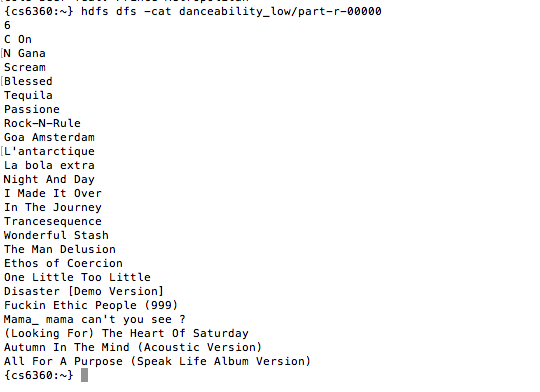 {cs6360:~} hdfs dfs -cat danceability_low/part-r-00000
6
C On
[N Gana
Scream
[Blessed
Tequila
Passione
Rock-N-Rule
Goa Amsterdam
[L'antarctique
La bola extra
Night And Day
I Made It Over
In The Journey
Trancesequence
Wonderful Stash
The Man Delusion
Ethos of Coercion
One Little Too Little
Disaster [Demo Version]
Fuckin Ethic People (999)
Mama_ mama can't you see ?
(Looking For) The Heart Of Saturday
Autumn In The Mind (Acoustic Version)
All For A Purpose (Speak Life Album Version)
{cs6360:~}